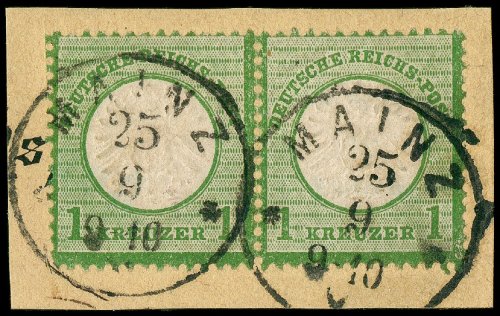 DEUTSCHE REICHS-POST
1 1
KREUZER
MAINZ
25
9
9-10
DEUTSCHE REICHS-POST
1 1
KREUZER
MAINZ
25
9
9-10